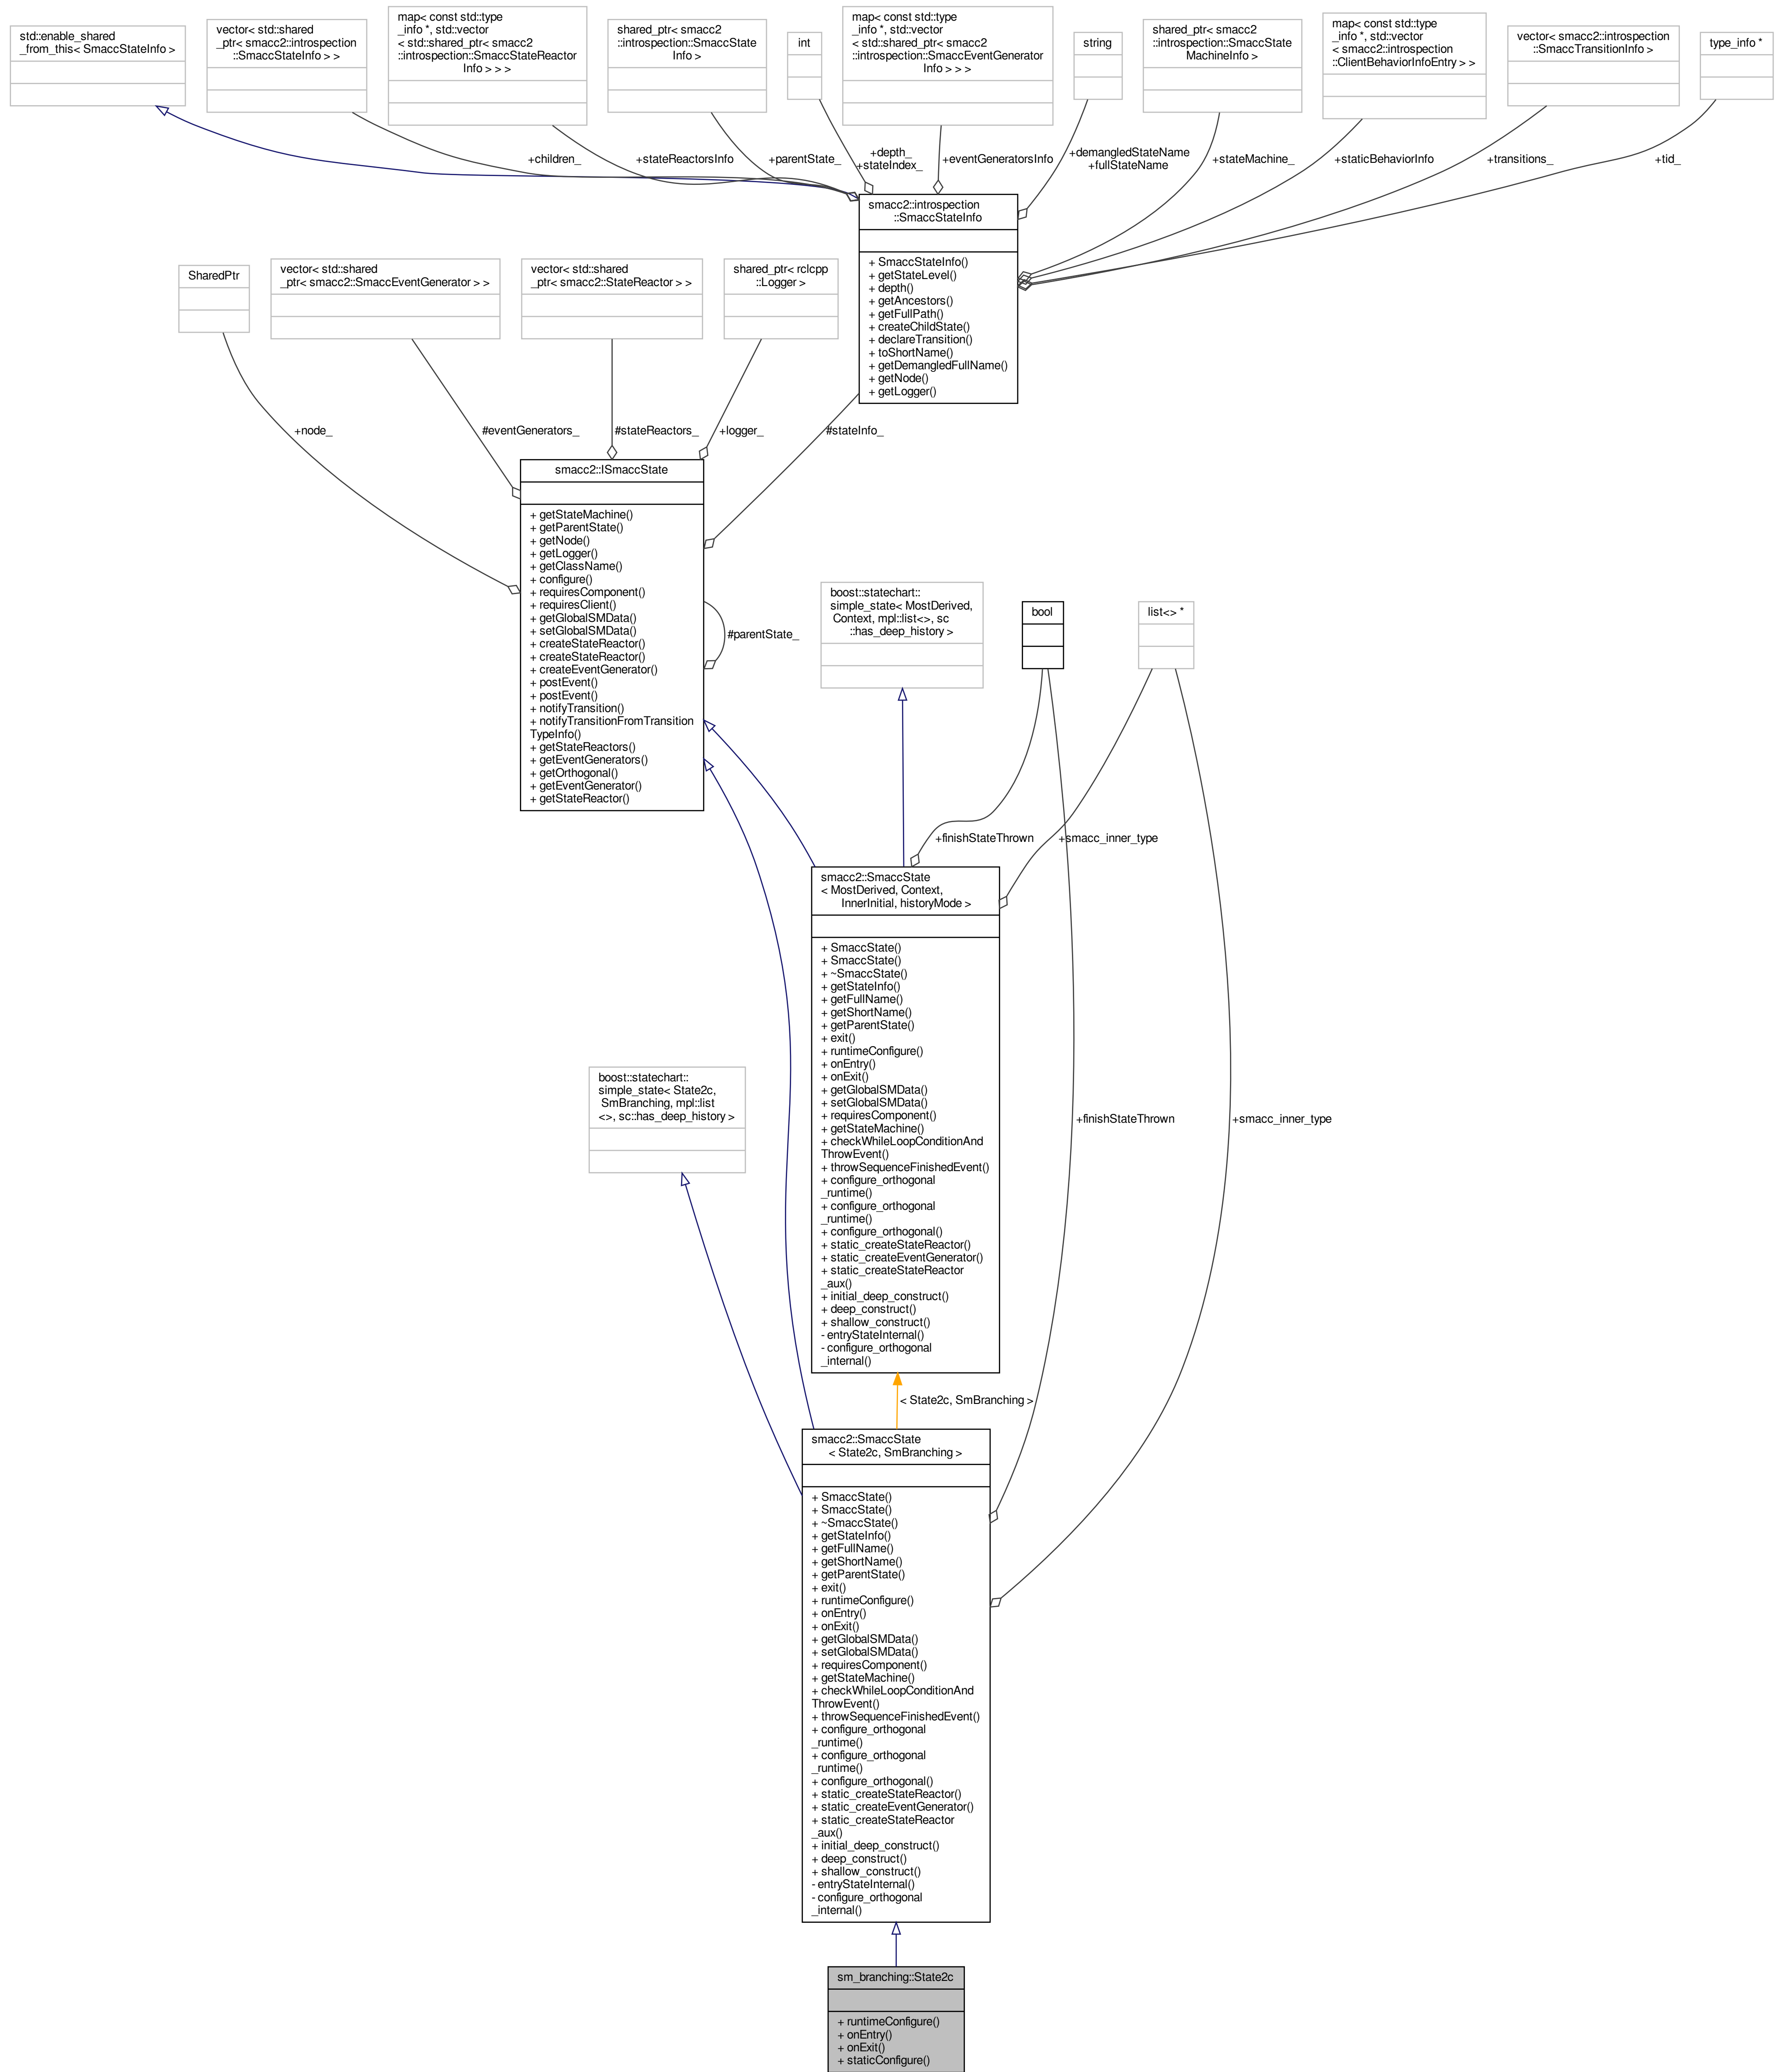 std::enable_shared
_from_this< SmaccStateInfo >
vector< std::shared
_ptr< smacc2::introspection
::SmaccStateInfo > >
map< const std::type
_info *, std::vector
< std::shared_ptr< smacc2
::introspection::SmaccStateReactor
Info > > >
shared_ptr< smacc2
::introspection::SmaccState
Info >
int
map< const std::type
_info *, std::vector
< std::shared_ptr< smacc2
::introspection::SmaccEventGenerator
Info > > >
string
shared_ptr< smacc2
::introspection::SmaccState
MachineInfo >
map< const std::type
_info *, std::vector
< smacc2::introspection
::ClientBehaviorInfoEntry > >
vector< smacc2::introspection
::SmaccTransitionInfo >
type_info *
+children_
+stateReactorsInfo
+parentState_
+depth_
+stateIndex_
+eventGeneratorsInfo
+demangledStateName
+fullStateName
+stateMachine_
+staticBehaviorInfo
+transitions_
+tid_
smacc2::introspection
::SmaccStateInfo
+ SmaccStateInfo()
+ getStateLevel()
+ depth()
+ getAncestors()
+ getFullPath()
+ createChildState()
+ declareTransition()
+ toShortName()
+ getDemangledFullName()
+ getNode()
+ getLogger()
SharedPtr
vector< std::shared
_ptr< smacc2::SmaccEventGenerator > >
vector< std::shared
_ptr< smacc2::StateReactor > >
shared_ptr< rclcpp
::Logger >
+node_
#eventGenerators_
#stateReactors_
+logger_
#stateInfo_
smacc2::ISmaccState
+ getStateMachine()
+ getParentState()
+ getNode()
+ getLogger()
+ getClassName()
+ configure()
+ requiresComponent()
+ requiresClient()
+ getGlobalSMData()
+ setGlobalSMData()
+ createStateReactor()
+ createStateReactor()
+ createEventGenerator()
+ postEvent()
+ postEvent()
+ notifyTransition()
+ notifyTransitionFromTransition
TypeInfo()
+ getStateReactors()
+ getEventGenerators()
+ getOrthogonal()
+ getEventGenerator()
+ getStateReactor()
#parentState_
boost::statechart::
simple_state< MostDerived,
Context, mpl::list<>, sc
::has_deep_history >
bool
list<> *
+finishStateThrown
+smacc_inner_type
smacc2::SmaccState
< MostDerived, Context,
InnerInitial, historyMode >
+ SmaccState()
+ SmaccState()
+ ~SmaccState()
+ getStateInfo()
+ getFullName()
+ getShortName()
+ getParentState()
+ exit()
+ runtimeConfigure()
+ onEntry()
+ onExit()
+ getGlobalSMData()
+ setGlobalSMData()
+ requiresComponent()
+ getStateMachine()
+ checkWhileLoopConditionAnd
ThrowEvent()
+ throwSequenceFinishedEvent()
+ configure_orthogonal
_runtime()
+ configure_orthogonal
_runtime()
+ configure_orthogonal()
+ static_createStateReactor()
+ static_createEventGenerator()
+ static_createStateReactor
_aux()
+ initial_deep_construct()
+ deep_construct()
+ shallow_construct()
- entryStateInternal()
- configure_orthogonal
_internal()
boost::statechart::
simple_state< State2c,
SmBranching, mpl::list
<>, sc::has_deep_history >
+finishStateThrown
+smacc_inner_type
< State2c, SmBranching >
smacc2::SmaccState
< State2c, SmBranching >
+ SmaccState()
+ SmaccState()
+ ~SmaccState()
+ getStateInfo()
+ getFullName()
+ getShortName()
+ getParentState()
+ exit()
+ runtimeConfigure()
+ onEntry()
+ onExit()
+ getGlobalSMData()
+ setGlobalSMData()
+ requiresComponent()
+ getStateMachine()
+ checkWhileLoopConditionAnd
ThrowEvent()
+ throwSequenceFinishedEvent()
+ configure_orthogonal
_runtime()
+ configure_orthogonal
_runtime()
+ configure_orthogonal()
+ static_createStateReactor()
+ static_createEventGenerator()
+ static_createStateReactor
_aux()
+ initial_deep_construct()
+ deep_construct()
+ shallow_construct()
- entryStateInternal()
- configure_orthogonal
_internal()
sm_branching::State2c
+ runtimeConfigure()
+ onEntry()
+ onExit()
+ staticConfigure()